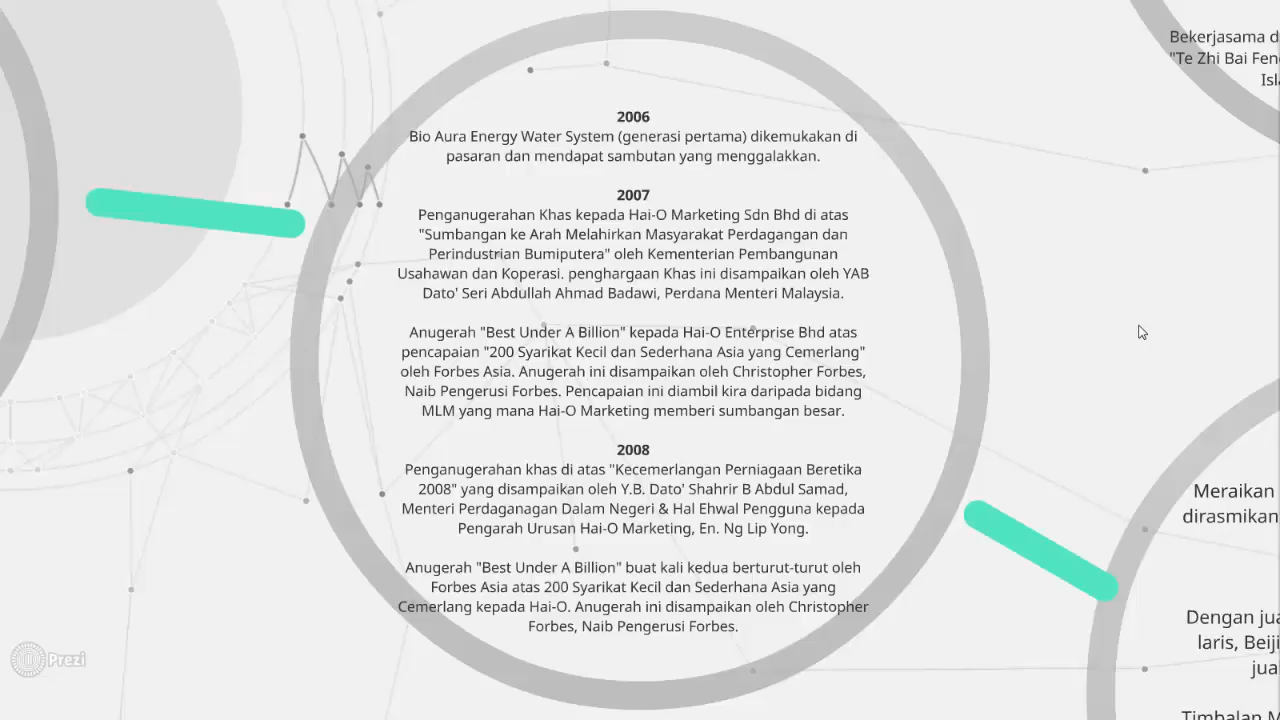 2006
Bio Aura Energy Water System (generasi pertama) dikemukakan di
pasaran dan mendapat sambutan yang menggalakkan.
2007
Penganugerahan Khas kepada Hai-O Marketing Sdn Bhd di atas
"Sumbangan ke Arah Melahirkan Masyarakat Perdagangan dan
Perindustrian Bumiputera" oleh Kementerian Pembangunan
Usahawan dan Koperasi. penghargaan Khas ini disampaikan oleh YAB
Dato' Seri Abdullah Ahmad Badawi, Perdana Menteri Malaysia.
Anugerah "Best Under A Billion" kepada Hai-O Enterprise Bhd atas
pencapaian "200 Syarikat Kecil dan Sederhana Asia yang Cemerlang"
oleh Forbes Asia. Anugerah ini disampaikan oleh Christopher Forbes,
Naib Pengerusi Forbes. Pencapaian ini diambil kira daripada bidang
MLM yang mana Hai-O Marketing memberi sumbangan besar.
2008
Penganugerahan khas di atas "Kecemerlangan Perniagaan Beretika
2008" yang disampaikan oleh Y.B. Dato' Shahrir B Abdul Samad,
Menteri Perdaganagan Dalam Negeri & Hal Ehwal Pengguna kepada
Pengarah Urusan Hai-O Marketing, En. Ng Lip Yong.
Anugerah "Best Under A Billion" buat kali kedua berturut-turut oleh
Forbes Asia atas 200 Syarikat Kecil dan Sederhana Asia yang
Cemerlang kepada Hai-O. Anugerah ini disampaikan oleh Christopher
Forbes, Naib Pengerusi Forbes.
Bekerjasama
"Te Zhi Bai
Meraikan
dirasmikan
Dengan
laris,
Timbalan
Prezi